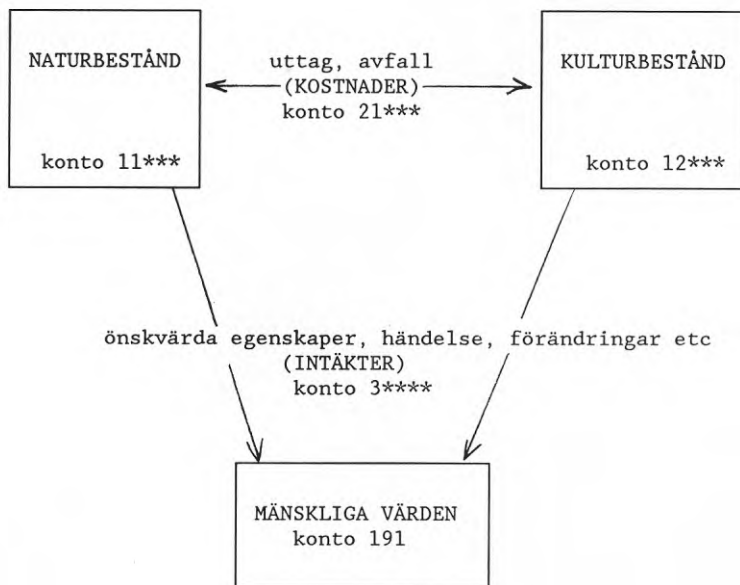 NATURBESTÅND
konto 11***
uttag, avfall
(KOSTNADER)
konto 21***
KULTURBESTÅND
konto 12***
önskvärda egenskaper, händelse, förändringar etc
(INTÄKTER)
konto 3****
MÄNSKLIGA VÄRDEN
konto 191